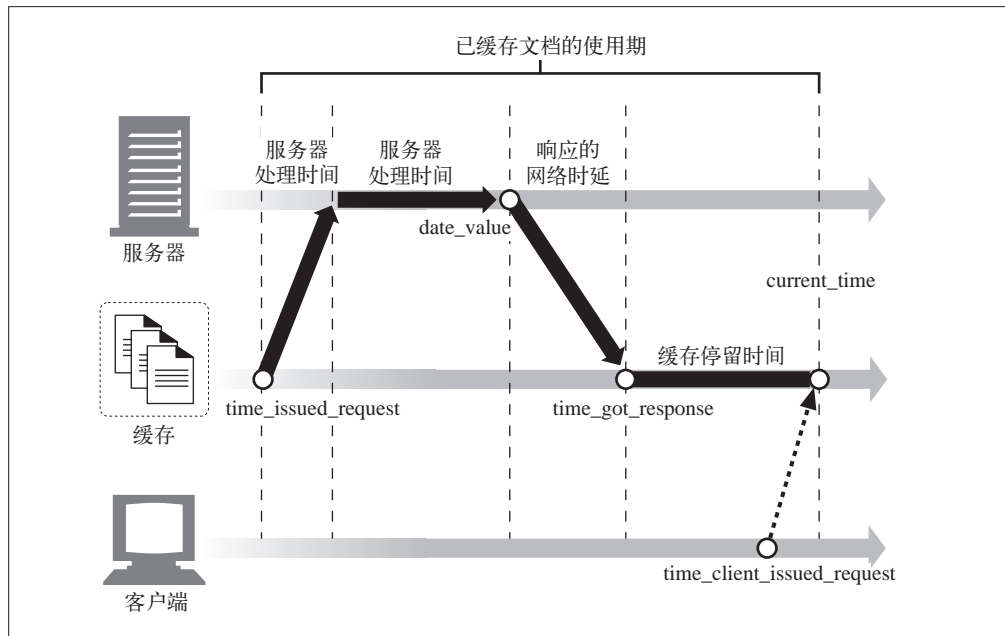 已缓存文档的使用期
服务器
处理时间
服务器
处理时间
响应的
网络时延
date_value
服务器
current_time
缓存停留时间
time_issued_request
time_got_response
缓存
time_client_issued_request
客户端